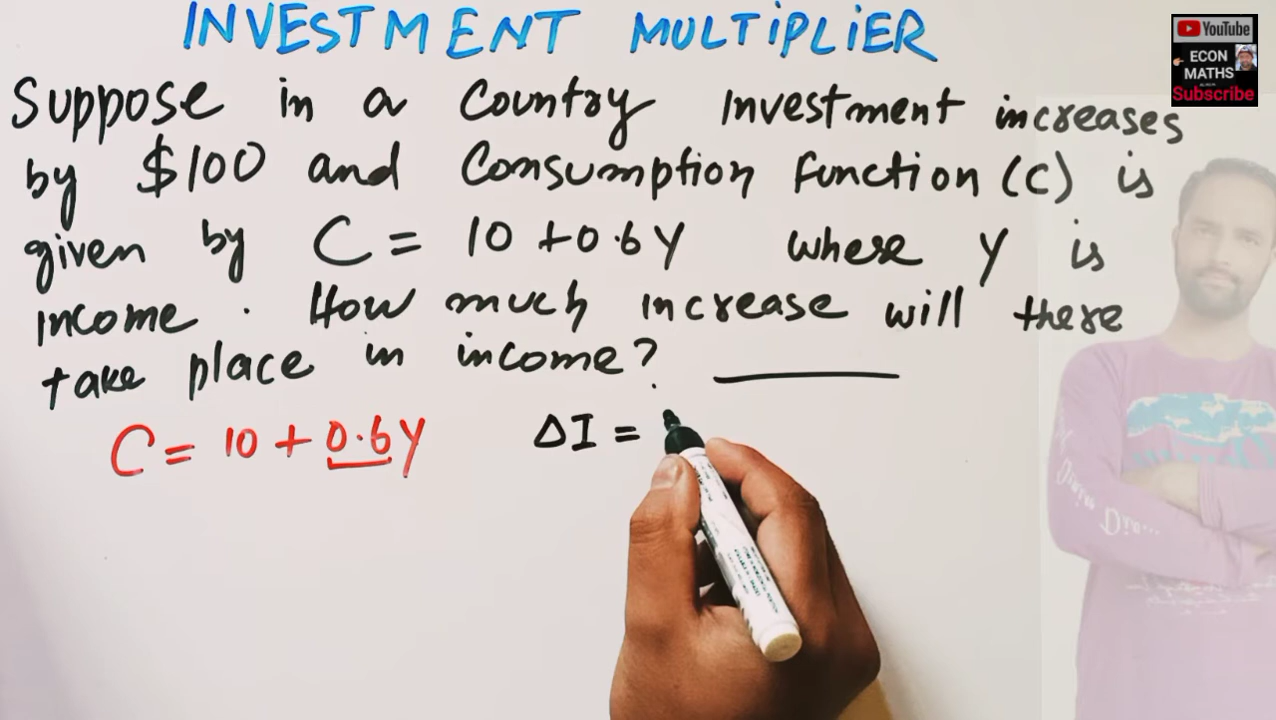 INVESTMENT MULTIPLIER
YouTube
ECON
MATHS
Subscribe
Suppose in a Country Investment increases
by $100 and Consumption function (C) is
given by C = 10 + 0.6Y where Y is
income. How much increase will there
take place in income?
C = 10 + 0.6Y ΔI =